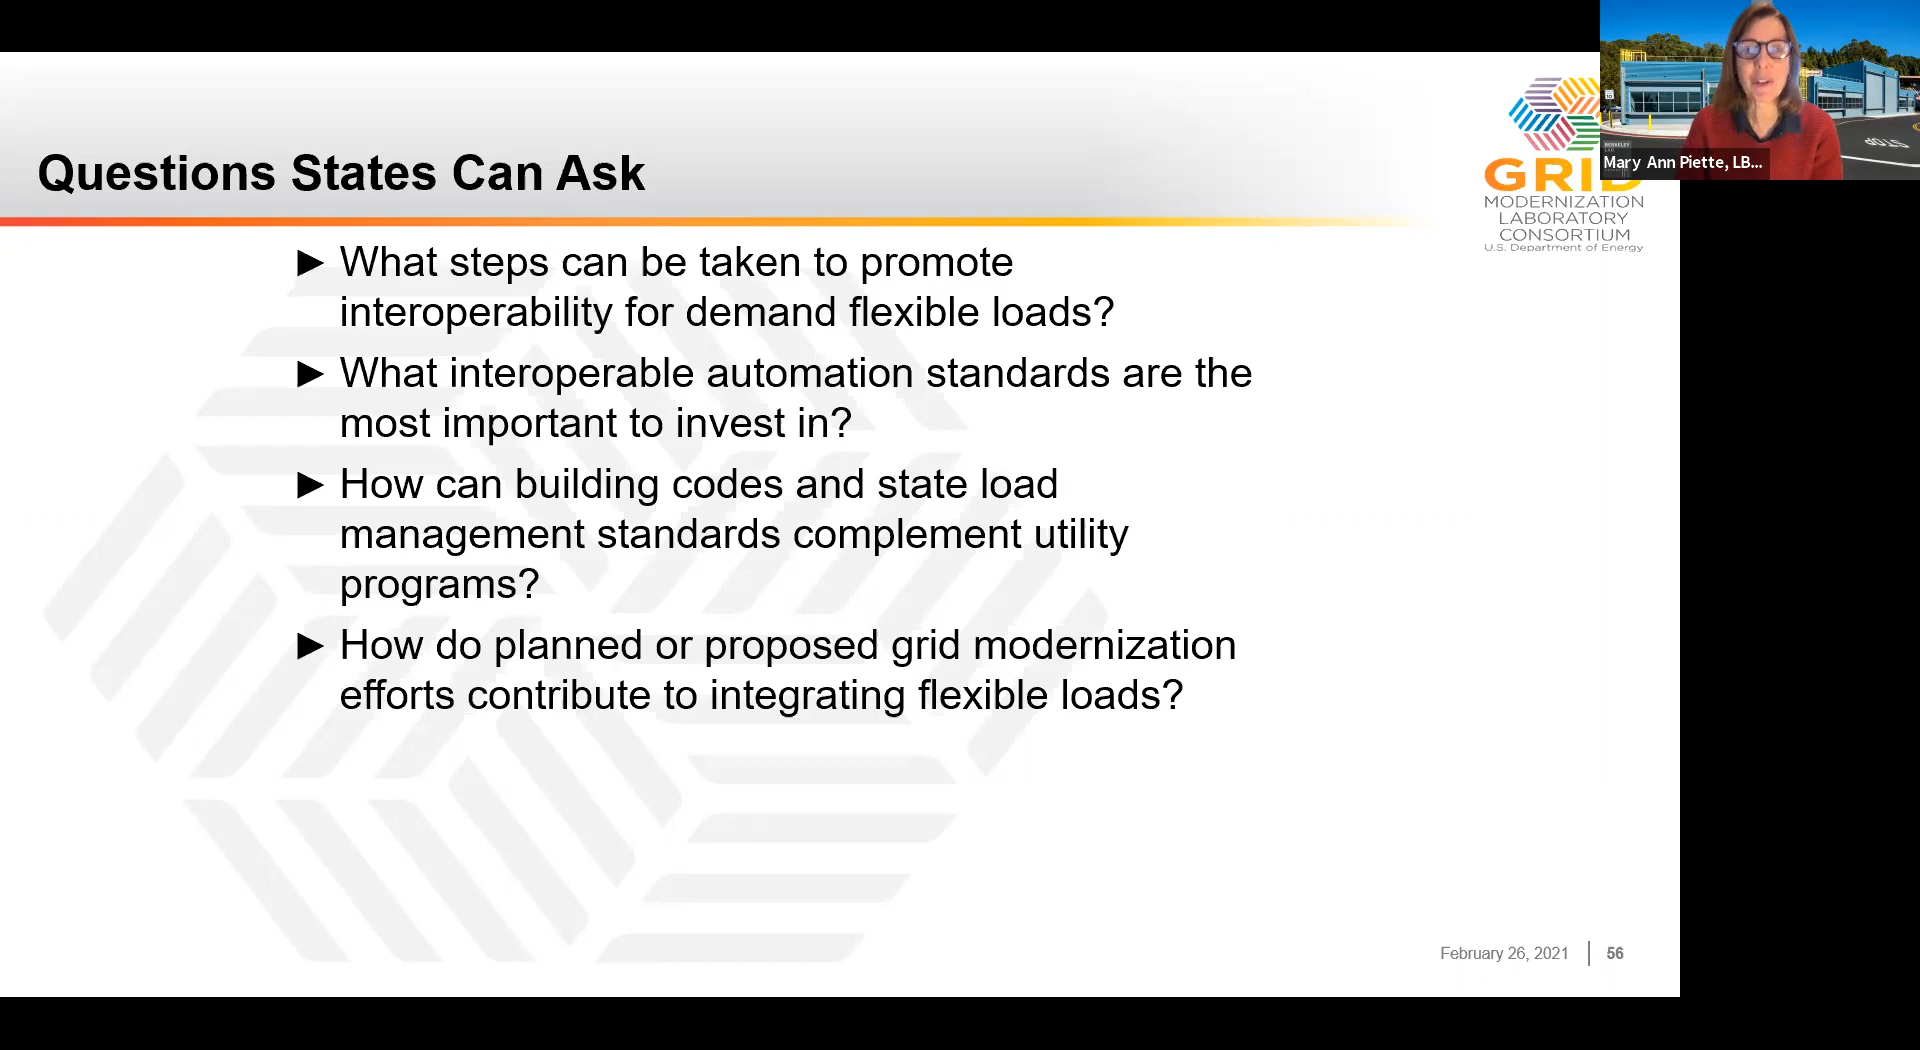 Questions States Can Ask
► What steps can be taken to promote
interoperability for demand flexible loads?
► What interoperable automation standards are the
most important to invest in?
► How can building codes and state load
management standards complement utility
programs?
► How do planned or proposed grid modernization
efforts contribute to integrating flexible loads?
GRID
MODERNIZATION
LABORATORY
CONSORTIUM
U.S. Department of Energy
STOP
Mary Ann Piette, LB...
February 26, 2021 | 56